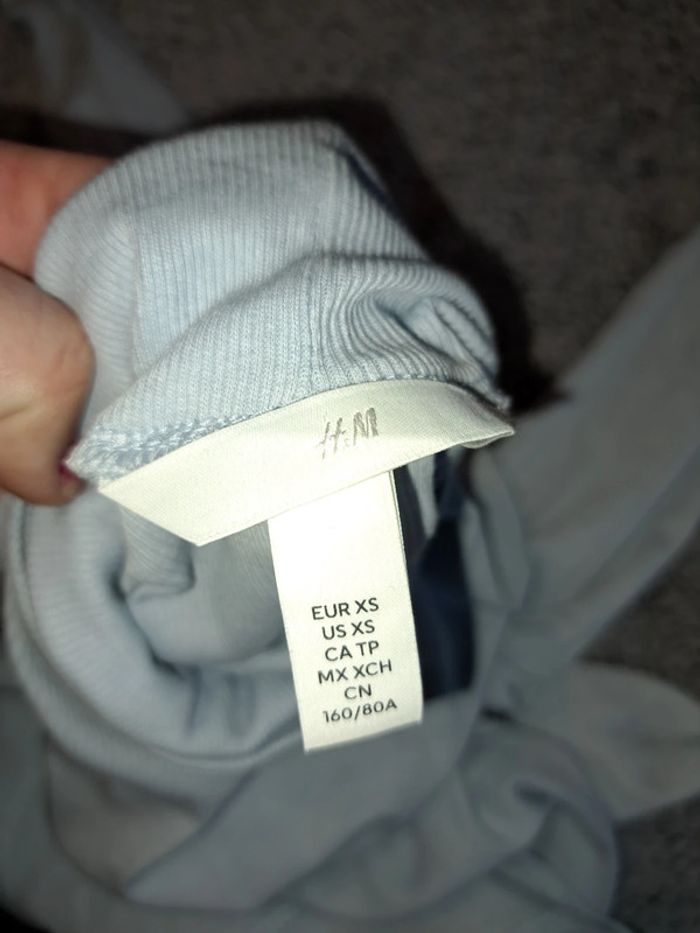 H&M
EUR XS
US XS
CA TP
MX XCH
CN
160/80A